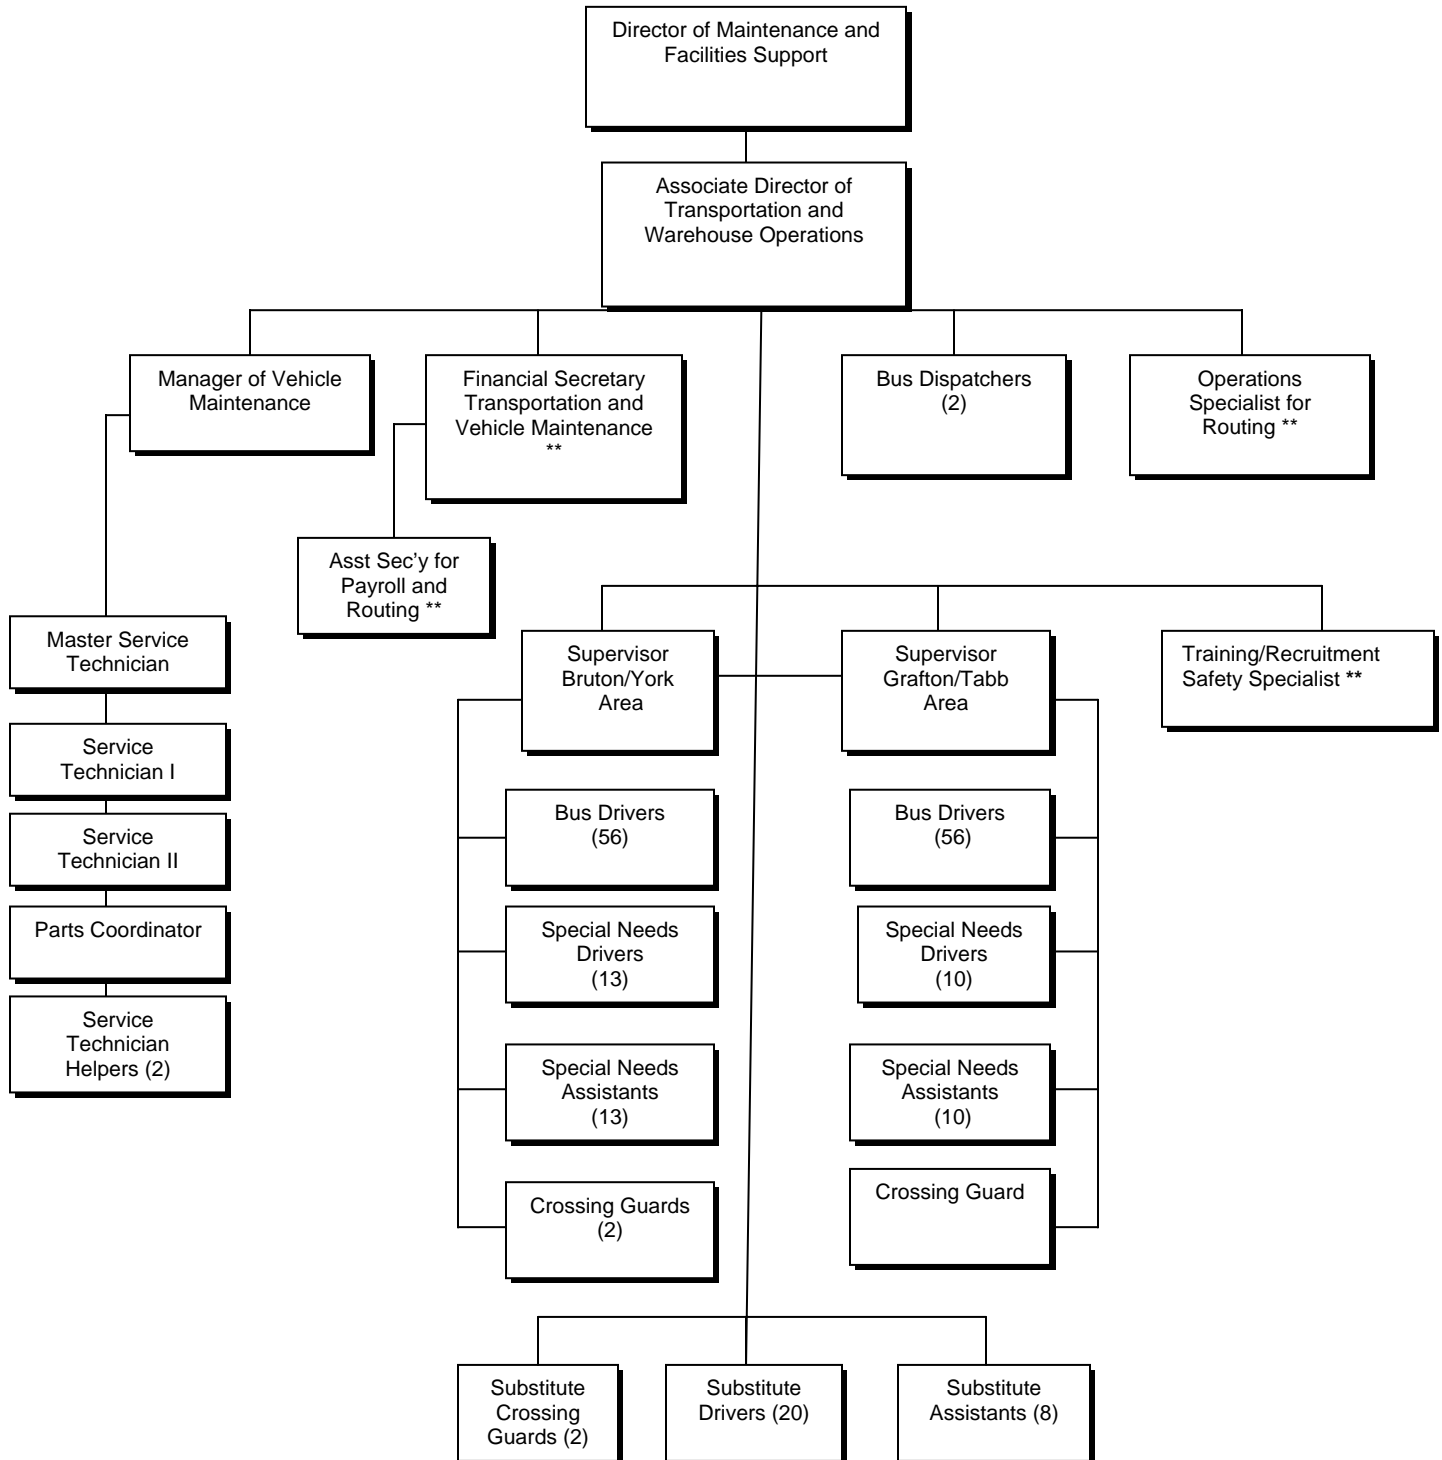 Director of Maintenance and
Facilities Support
Associate Director of
Transportation and
Warehouse Operations
Manager of Vehicle
Maintenance
Financial Secretary
Transportation and
Vehicle Maintenance
**
Bus Dispatchers
(2)
Operations
Specialist for
Routing **
Asst Sec’y for
Payroll and
Routing **
Master Service
Technician
Service
Technician I
Service
Technician II
Parts Coordinator
Service
Technician
Helpers (2)
Supervisor
Bruton/York
Area
Supervisor
Grafton/Tabb
Area
Training/Recruitment
Safety Specialist **
Bus Drivers
(56)
Bus Drivers
(56)
Special Needs
Drivers
(13)
Special Needs
Drivers
(10)
Special Needs
Assistants
(13)
Special Needs
Assistants
(10)
Crossing Guards
(2)
Crossing Guard
Substitute
Crossing
Guards (2)
Substitute
Drivers (20)
Substitute
Assistants (8)